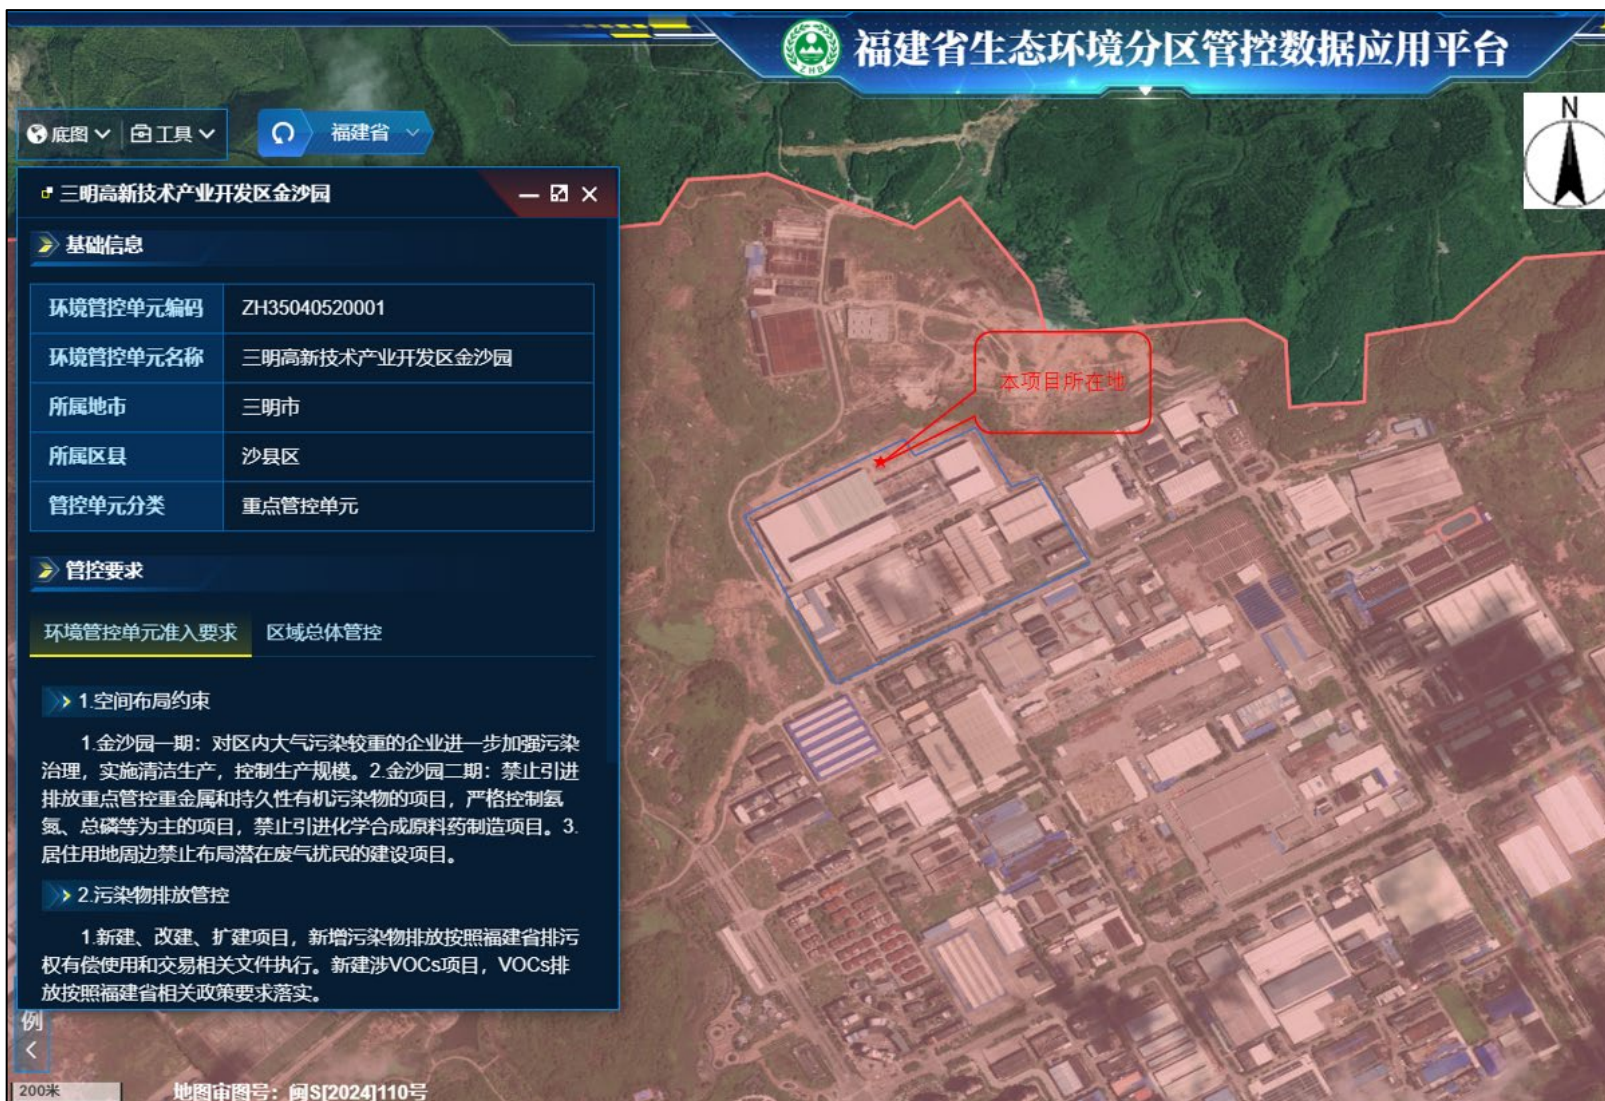 福建省生态环境分区管控数据应用平台
ZHB
N
底图 工具 福建省
三明高新技术产业开发区金沙园
基础信息
环境管控单元编码 ZH35040520001
环境管控单元名称 三明高新技术产业开发区金沙园
所属地市 三明市
所属区县 沙县区
管控单元分类 重点管控单元
管控要求
环境管控单元准入要求 区域总体管控
1.空间布局约束
1.金沙园一期：对区内大气污染较重的企业进一步加强污染
治理，实施清洁生产，控制生产规模。2.金沙园二期：禁止引进
排放重点管控重金属和持久性有机污染物的项目，严格控制氨
氮、总磷等为主的项目，禁止引进化学合成原料药制造项目。3.
居住用地周边禁止布局潜在废气扰民的建设项目。
2.污染物排放管控
1.新建、改建、扩建项目，新增污染物排放按照福建省排污
权有偿使用和交易相关文件执行。新建涉VOCs项目，VOCs排
放按照福建省相关政策要求落实。
本项目所在地
例
200米
地图审图号：闽S[2024]110号